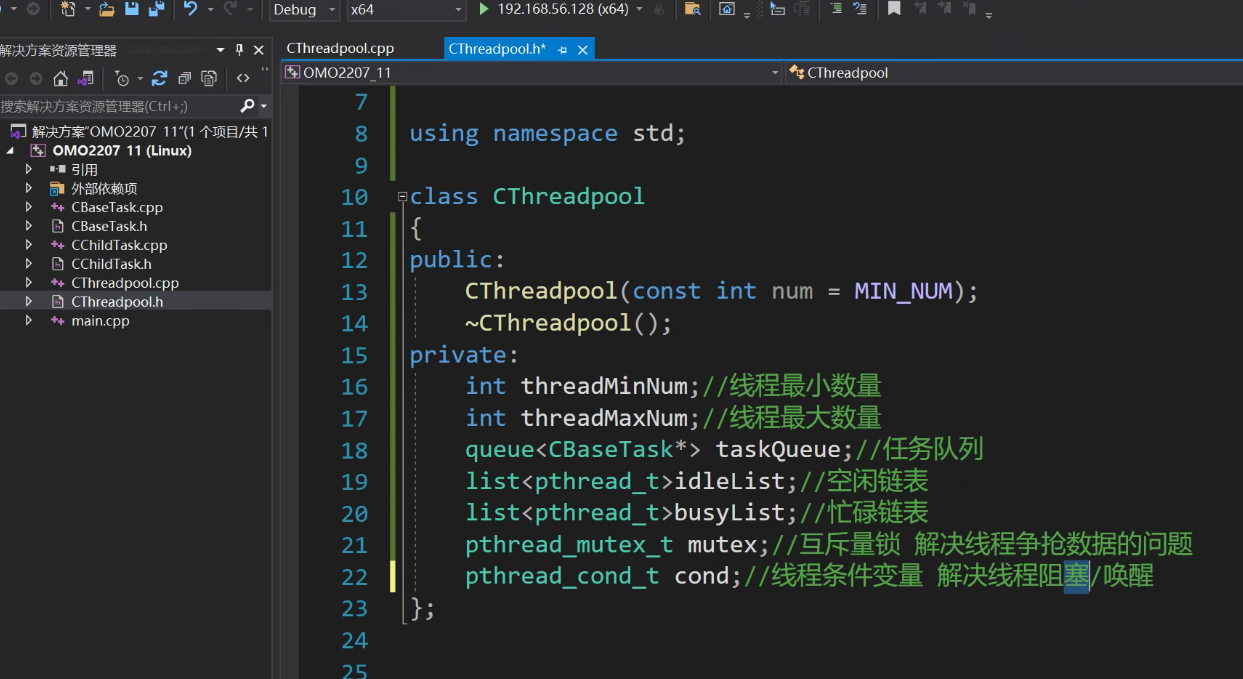 Debug
x64
192.168.56.128 (x64)
解决方案资源管理器
搜索解决方案资源管理器(Ctrl+;)
解决方案"OMO2207 11"(1 个项目/共 1
OMO2207 11 (Linux)
引用
外部依赖项
CBaseTask.cpp
CBaseTask.h
CChildTask.cpp
CChildTask.h
CThreadpool.cpp
CThreadpool.h
main.cpp
CThreadpool.cpp
CThreadpool.h*
OMO2207_11
CThreadpool
7
8 using namespace std;
9
10 class CThreadpool
11 {
12 public:
13 CThreadpool(const int num = MIN_NUM);
14 ~CThreadpool();
15 private:
16 int threadMinNum;//线程最小数量
17 int threadMaxNum;//线程最大数量
18 queue<CBaseTask*> taskQueue;//任务队列
19 list<pthread_t>idleList;//空闲链表
20 list<pthread_t>busyList;//忙碌链表
21 pthread_mutex_t mutex;//互斥量锁 解决线程争抢数据的问题
22 pthread_cond_t cond;//线程条件变量 解决线程阻塞/唤醒
23 };
24
25